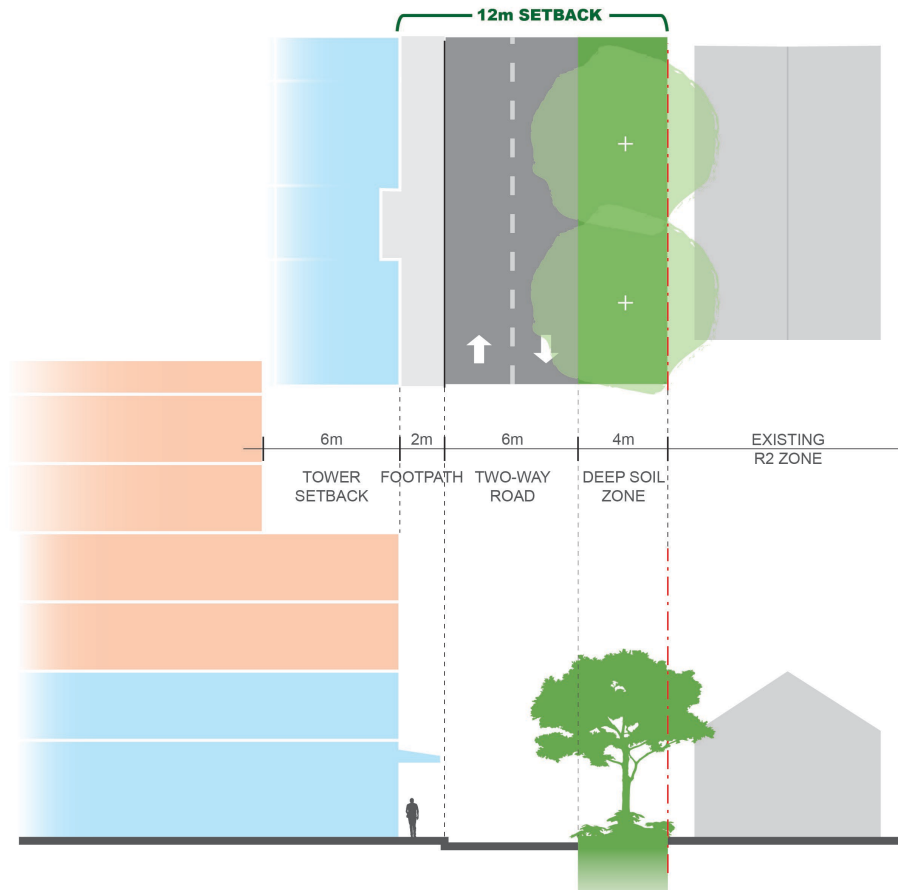 12m SETBACK
6m
2m
6m
4m
EXISTING
R2 ZONE
TOWER
SETBACK
FOOTPATH
TWO-WAY
ROAD
DEEP SOIL
ZONE